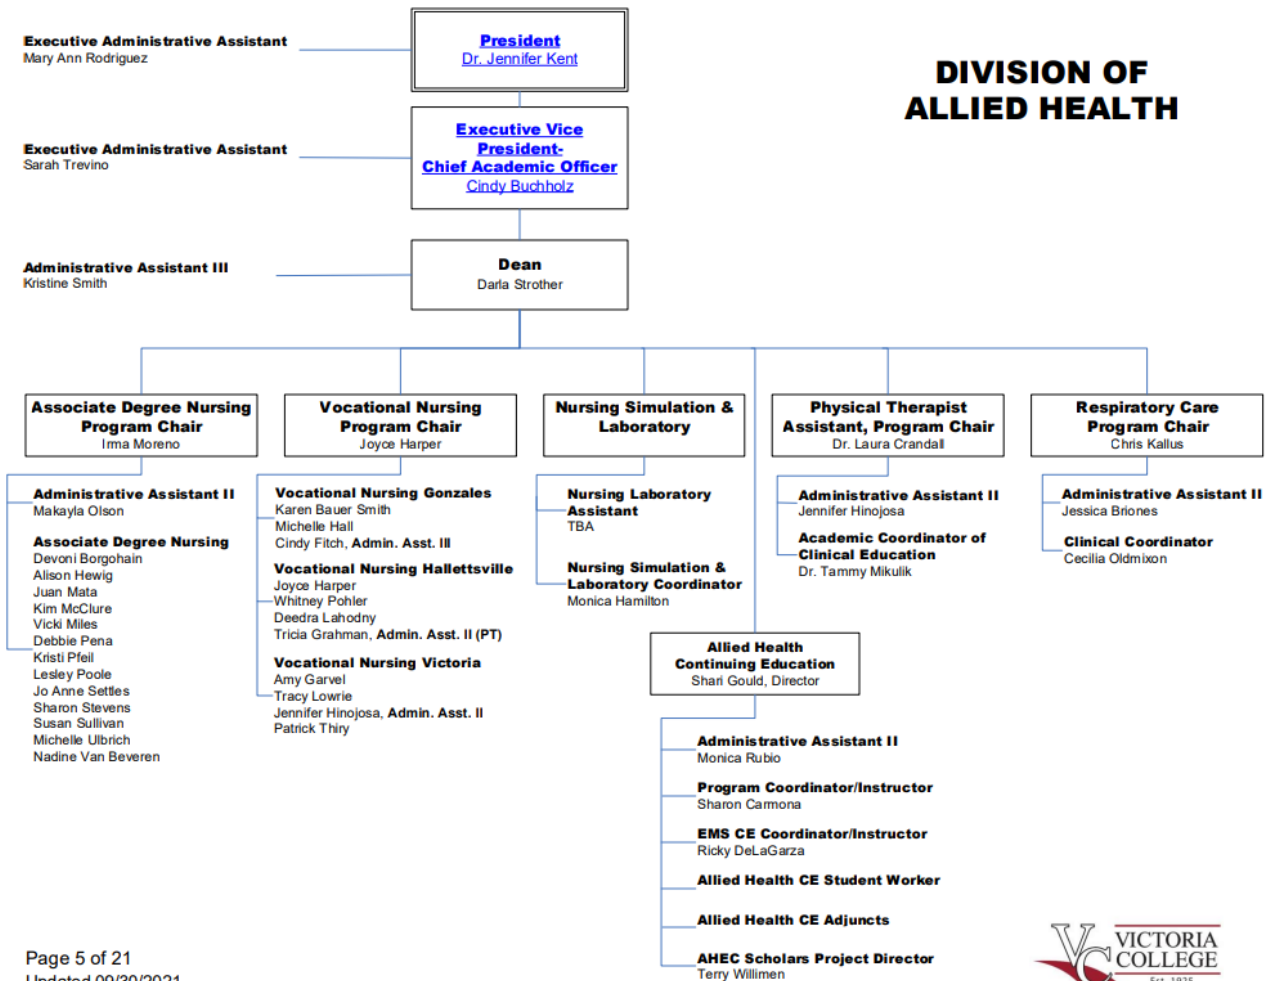 Executive Administrative Assistant
Mary Ann Rodriguez
President
Dr. Jennifer Kent
DIVISION OF
ALLIED HEALTH
Executive Administrative Assistant
Sarah Trevino
Executive Vice
President-
Chief Academic Officer
Cindy Buchholz
Administrative Assistant III
Kristine Smith
Dean
Darla Strother
Associate Degree Nursing
Program Chair
Irma Moreno
Administrative Assistant II
Makayla Olson
Associate Degree Nursing
Devoni Borgohain
Alison Hewig
Juan Mata
Kim McClure
Vicki Miles
Debbie Pena
Kristi Pfeil
Lesley Poole
Jo Anne Settles
Sharon Stevens
Susan Sullivan
Michelle Ulbrich
Nadine Van Beveren
Vocational Nursing
Program Chair
Joyce Harper
Vocational Nursing Gonzales
Karen Bauer Smith
Michelle Hall
Cindy Fitch, Admin. Asst. III
Vocational Nursing Hallettsville
Joyce Harper
Whitney Pohler
Deedra Lahodny
Tricia Grahman, Admin. Asst. II (PT)
Vocational Nursing Victoria
Amy Garvel
Tracy Lowrie
Jennifer Hinojosa, Admin. Asst. II
Patrick Thiry
Nursing Simulation &
Laboratory
Nursing Laboratory
Assistant
TBA
Nursing Simulation &
Laboratory Coordinator
Monica Hamilton
Allied Health
Continuing Education
Shari Gould, Director
Administrative Assistant II
Monica Rubio
Program Coordinator/Instructor
Sharon Carmona
EMS CE Coordinator/Instructor
Ricky DeLaGarza
Allied Health CE Student Worker
Allied Health CE Adjuncts
AHEC Scholars Project Director
Terry Willimen
Physical Therapist
Assistant, Program Chair
Dr. Laura Crandall
Administrative Assistant II
Jennifer Hinojosa
Academic Coordinator of
Clinical Education
Dr. Tammy Mikulik
Respiratory Care
Program Chair
Chris Kallus
Administrative Assistant II
Jessica Briones
Clinical Coordinator
Cecilia Oldmixon
Page 5 of 21
Updated 09/30/2021
VC
VICTORIA
COLLEGE
Est. 1925